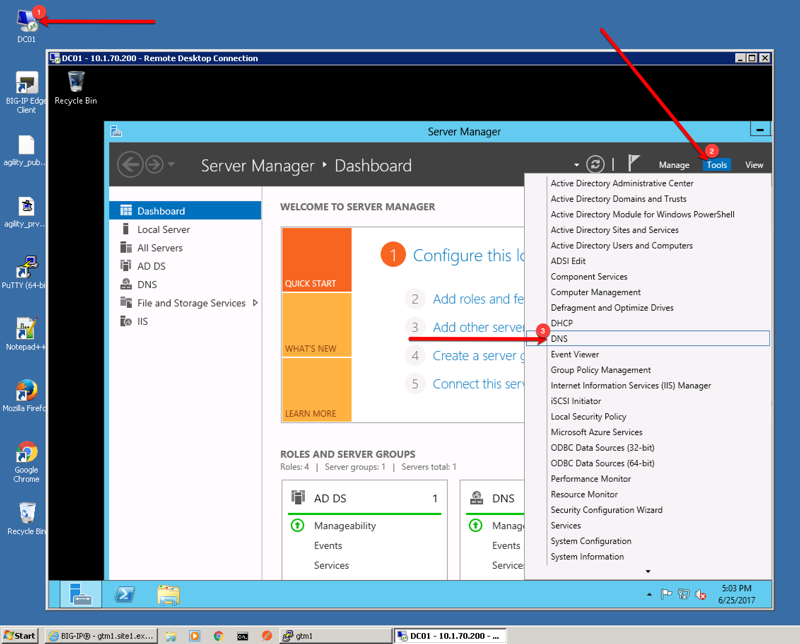 1
DC01
DC01 - 10.1.70.200 - Remote Desktop Connection
BIG-IP Edge
Client
agility_pub...
agility_prv...
PuTTY (64-bi
Notepad++
Mozilla Firefo
Google
Chrome
Recycle Bin
Recycle Bin
Server Manager
Server Manager • Dashboard
2
Manage
Tools
View
Dashboard
Local Server
All Servers
AD DS
DNS
File and Storage Services
IIS
WELCOME TO SERVER MANAGER
QUICK START
WHAT'S NEW
LEARN MORE
1 Configure this lo
2 Add roles and fe
3 Add other server
4 Create a server g
5 Connect this serv
ROLES AND SERVER GROUPS
Roles: 4 | Server groups: 1 | Servers total: 1
AD DS 1
Manageability
Events
Services
DNS
Manag
Events
Service
Active Directory Administrative Center
Active Directory Domains and Trusts
Active Directory Module for Windows PowerShell
Active Directory Sites and Services
Active Directory Users and Computers
ADSI Edit
Component Services
Computer Management
Defragment and Optimize Drives
DHCP
3
DNS
Event Viewer
Group Policy Management
Internet Information Services (IIS) Manager
iSCSI Initiator
Local Security Policy
Microsoft Azure Services
ODBC Data Sources (32-bit)
ODBC Data Sources (64-bit)
Performance Monitor
Resource Monitor
Security Configuration Wizard
Services
System Configuration
System Information
5:03 PM
6/25/2017
Start
BIG-IP® - gtm1.site1.ex...
gtm1
DC01 - 10.1.70.200 - ...